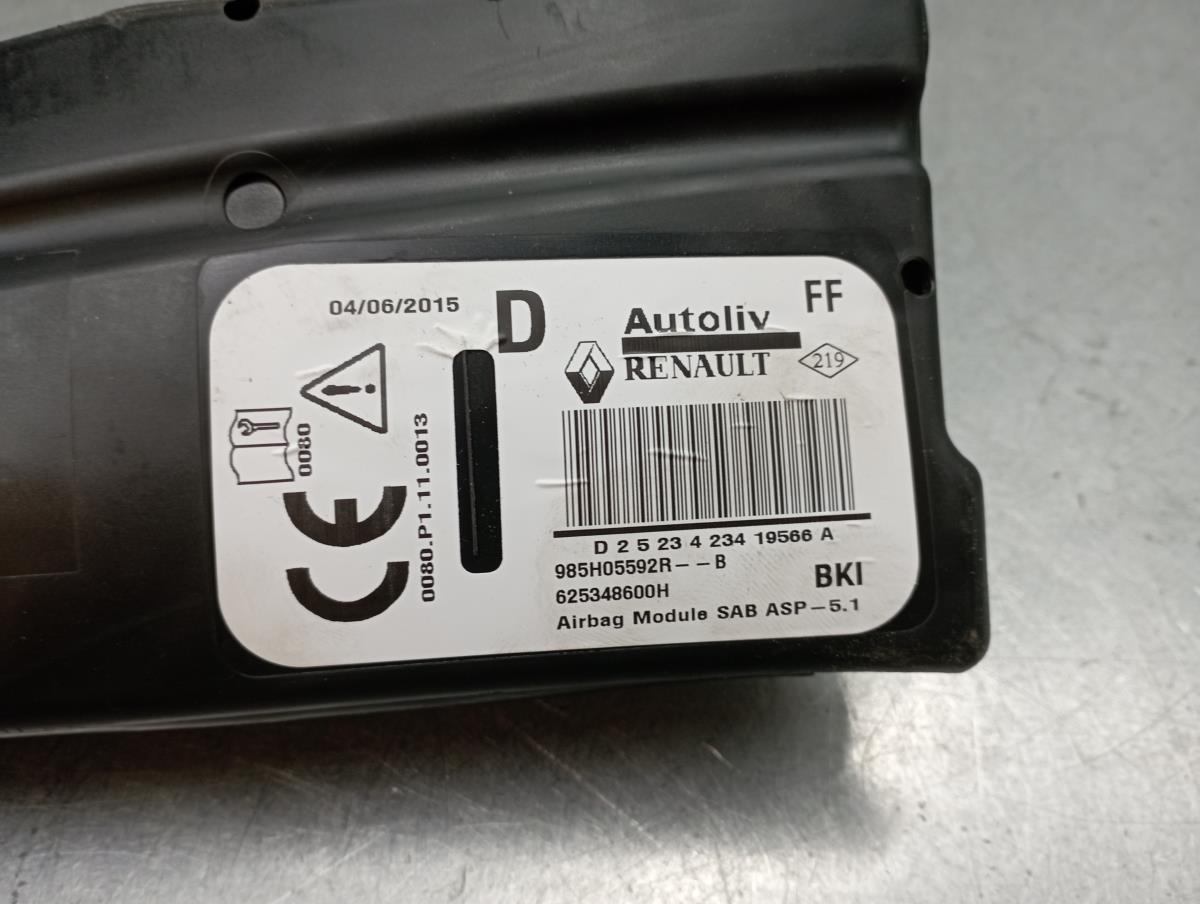 04/06/2015
D
Autoliv
FF
RENAULT
219
0080
0080.P1.11.0013
CE
D 2 5 23 4 234 19566 A
985H05592R--B
625348600H
BKI
Airbag Module SAB ASP-5.1